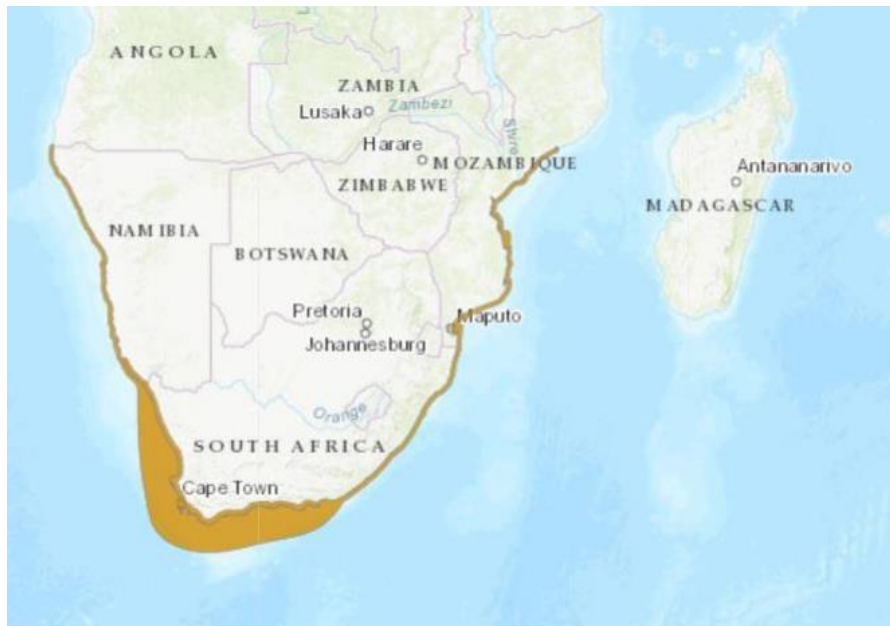 ANGOLA
ZAMBIA
Lusaka
Zambezi
Shire
Harare
MOZAMBIQUE
ZIMBABWE
Antananarivo
MADAGASCAR
NAMIBIA
BOTSWANA
Pretoria
Maputo
Johannesburg
Orange
SOUTH AFRICA
Cape Town